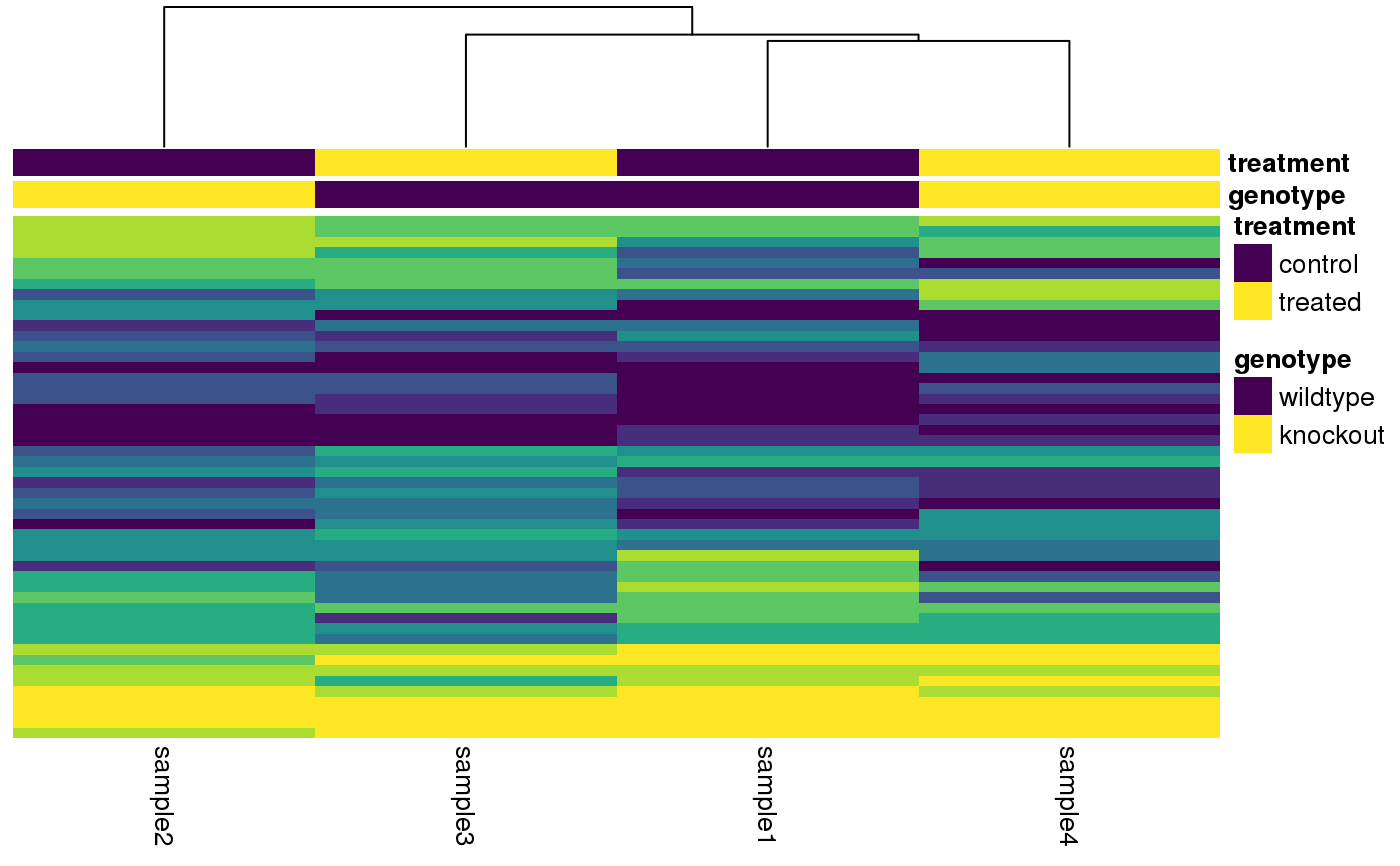 treatment
genotype
treatment
control
treated
genotype
wildtype
knockout
sample2
sample3
sample1
sample4